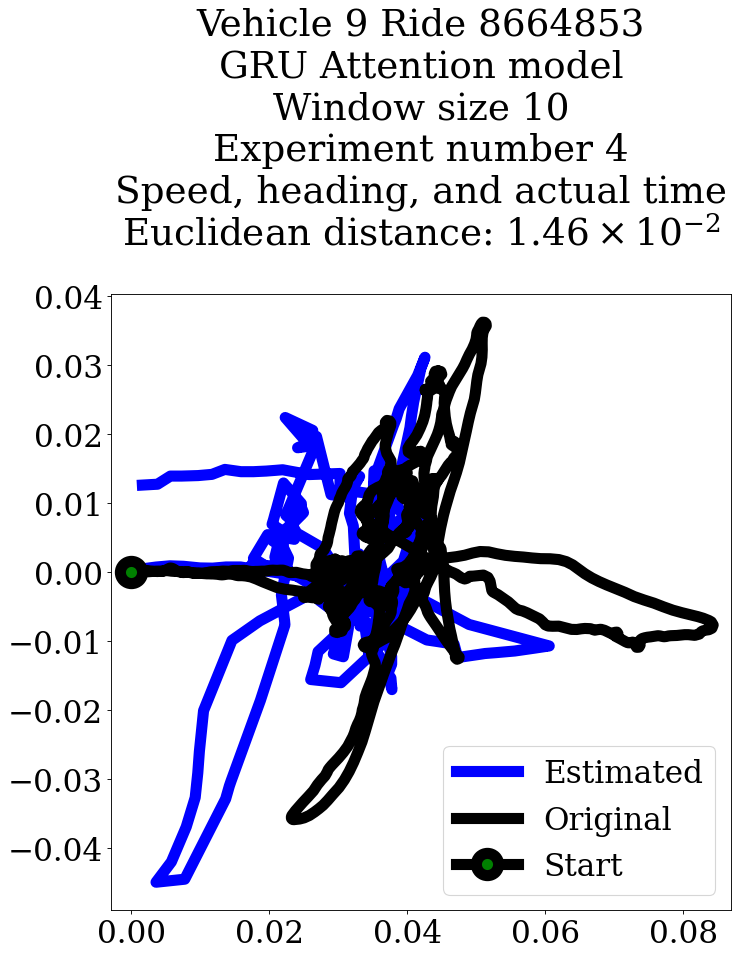 Vehicle 9 Ride 8664853
GRU Attention model
Window size 10
Experiment number 4
Speed, heading, and actual time
Euclidean distance: 1.46 × 10⁻²
0.04
0.03
0.02
0.01
0.00
−0.01
−0.02
−0.03
−0.04
Estimated
Original
Start
0.00 0.02 0.04 0.06 0.08